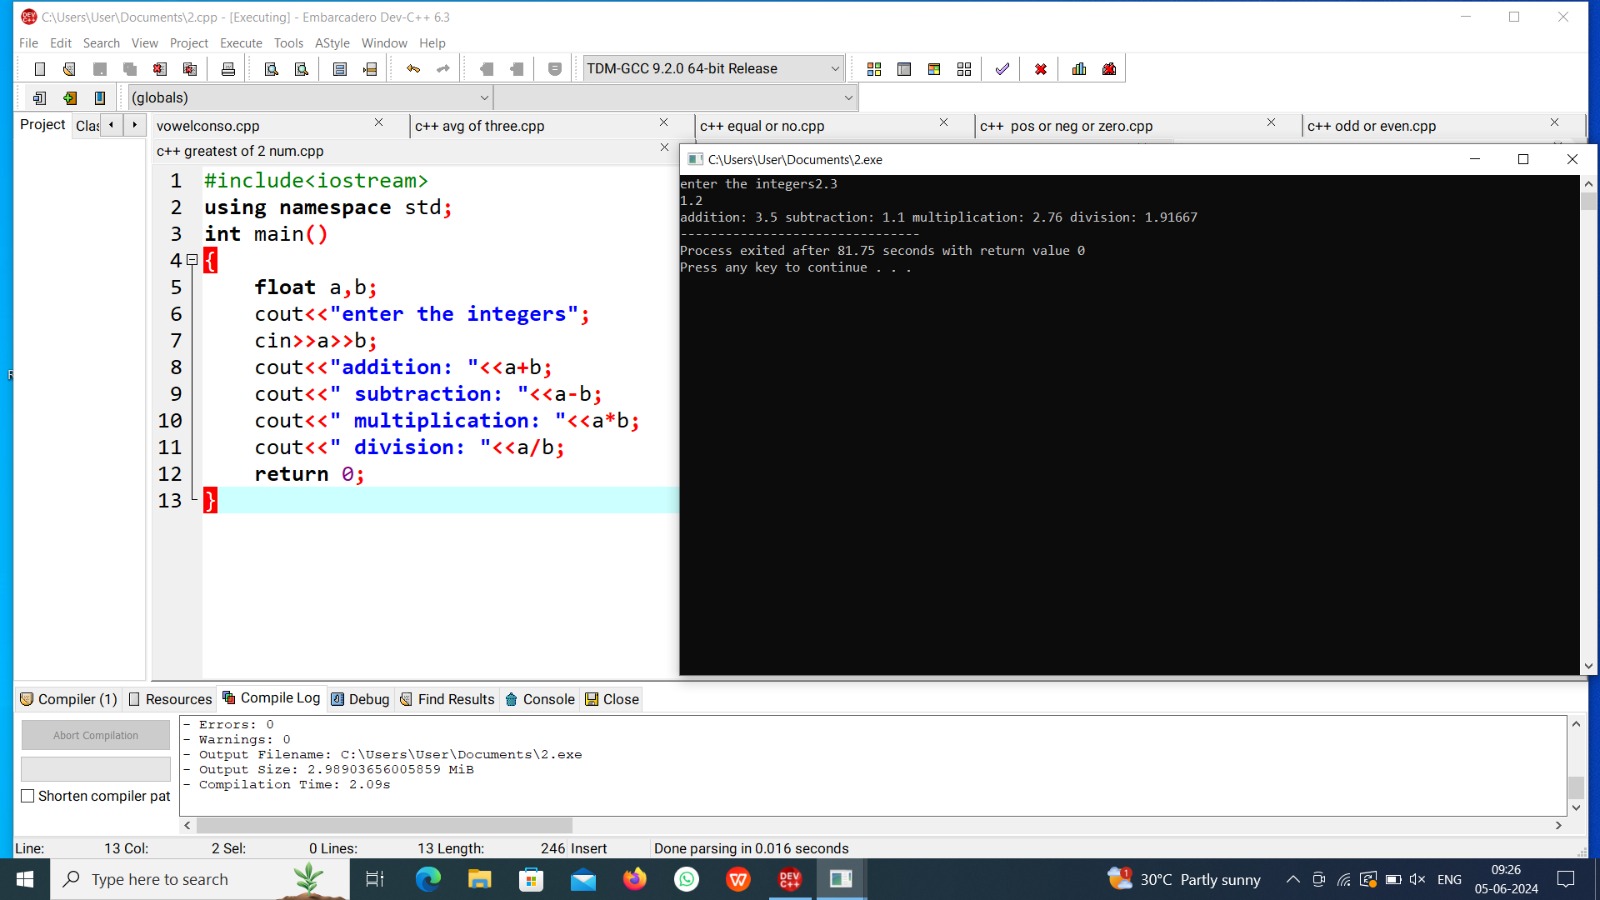 C:\Users\User\Documents\2.cpp - [Executing] - Embarcadero Dev-C++ 6.3
File Edit Search View Project Execute Tools AStyle Window Help
TDM-GCC 9.2.0 64-bit Release
(globals)
Project Clas
vowelconso.cpp c++ avg of three.cpp c++ equal or no.cpp c++ pos or neg or zero.cpp c++ odd or even.cpp
c++ greatest of 2 num.cpp
1 #include<iostream>
2 using namespace std;
3 int main()
4 {
5 float a,b;
6 cout<<"enter the integers";
7 cin>>a>>b;
8 cout<<"addition: "<<a+b;
9 cout<<" subtraction: "<<a-b;
10 cout<<" multiplication: "<<a*b;
11 cout<<" division: "<<a/b;
12 return 0;
13 }
C:\Users\User\Documents\2.exe
enter the integers2.3
1.2
addition: 3.5 subtraction: 1.1 multiplication: 2.76 division: 1.91667
--------------------------------
Process exited after 81.75 seconds with return value 0
Press any key to continue . . .
Compiler (1) Resources Compile Log Debug Find Results Console Close
Abort Compilation
Shorten compiler pat
- Errors: 0
- Warnings: 0
- Output Filename: C:\Users\User\Documents\2.exe
- Output Size: 2.98903656005859 MiB
- Compilation Time: 2.09s
Line: 13 Col: 2 Sel: 0 Lines: 13 Length: 246 Insert Done parsing in 0.016 seconds
Type here to search
DEV C++
1
30°C Partly sunny
ENG
09:26
05-06-2024